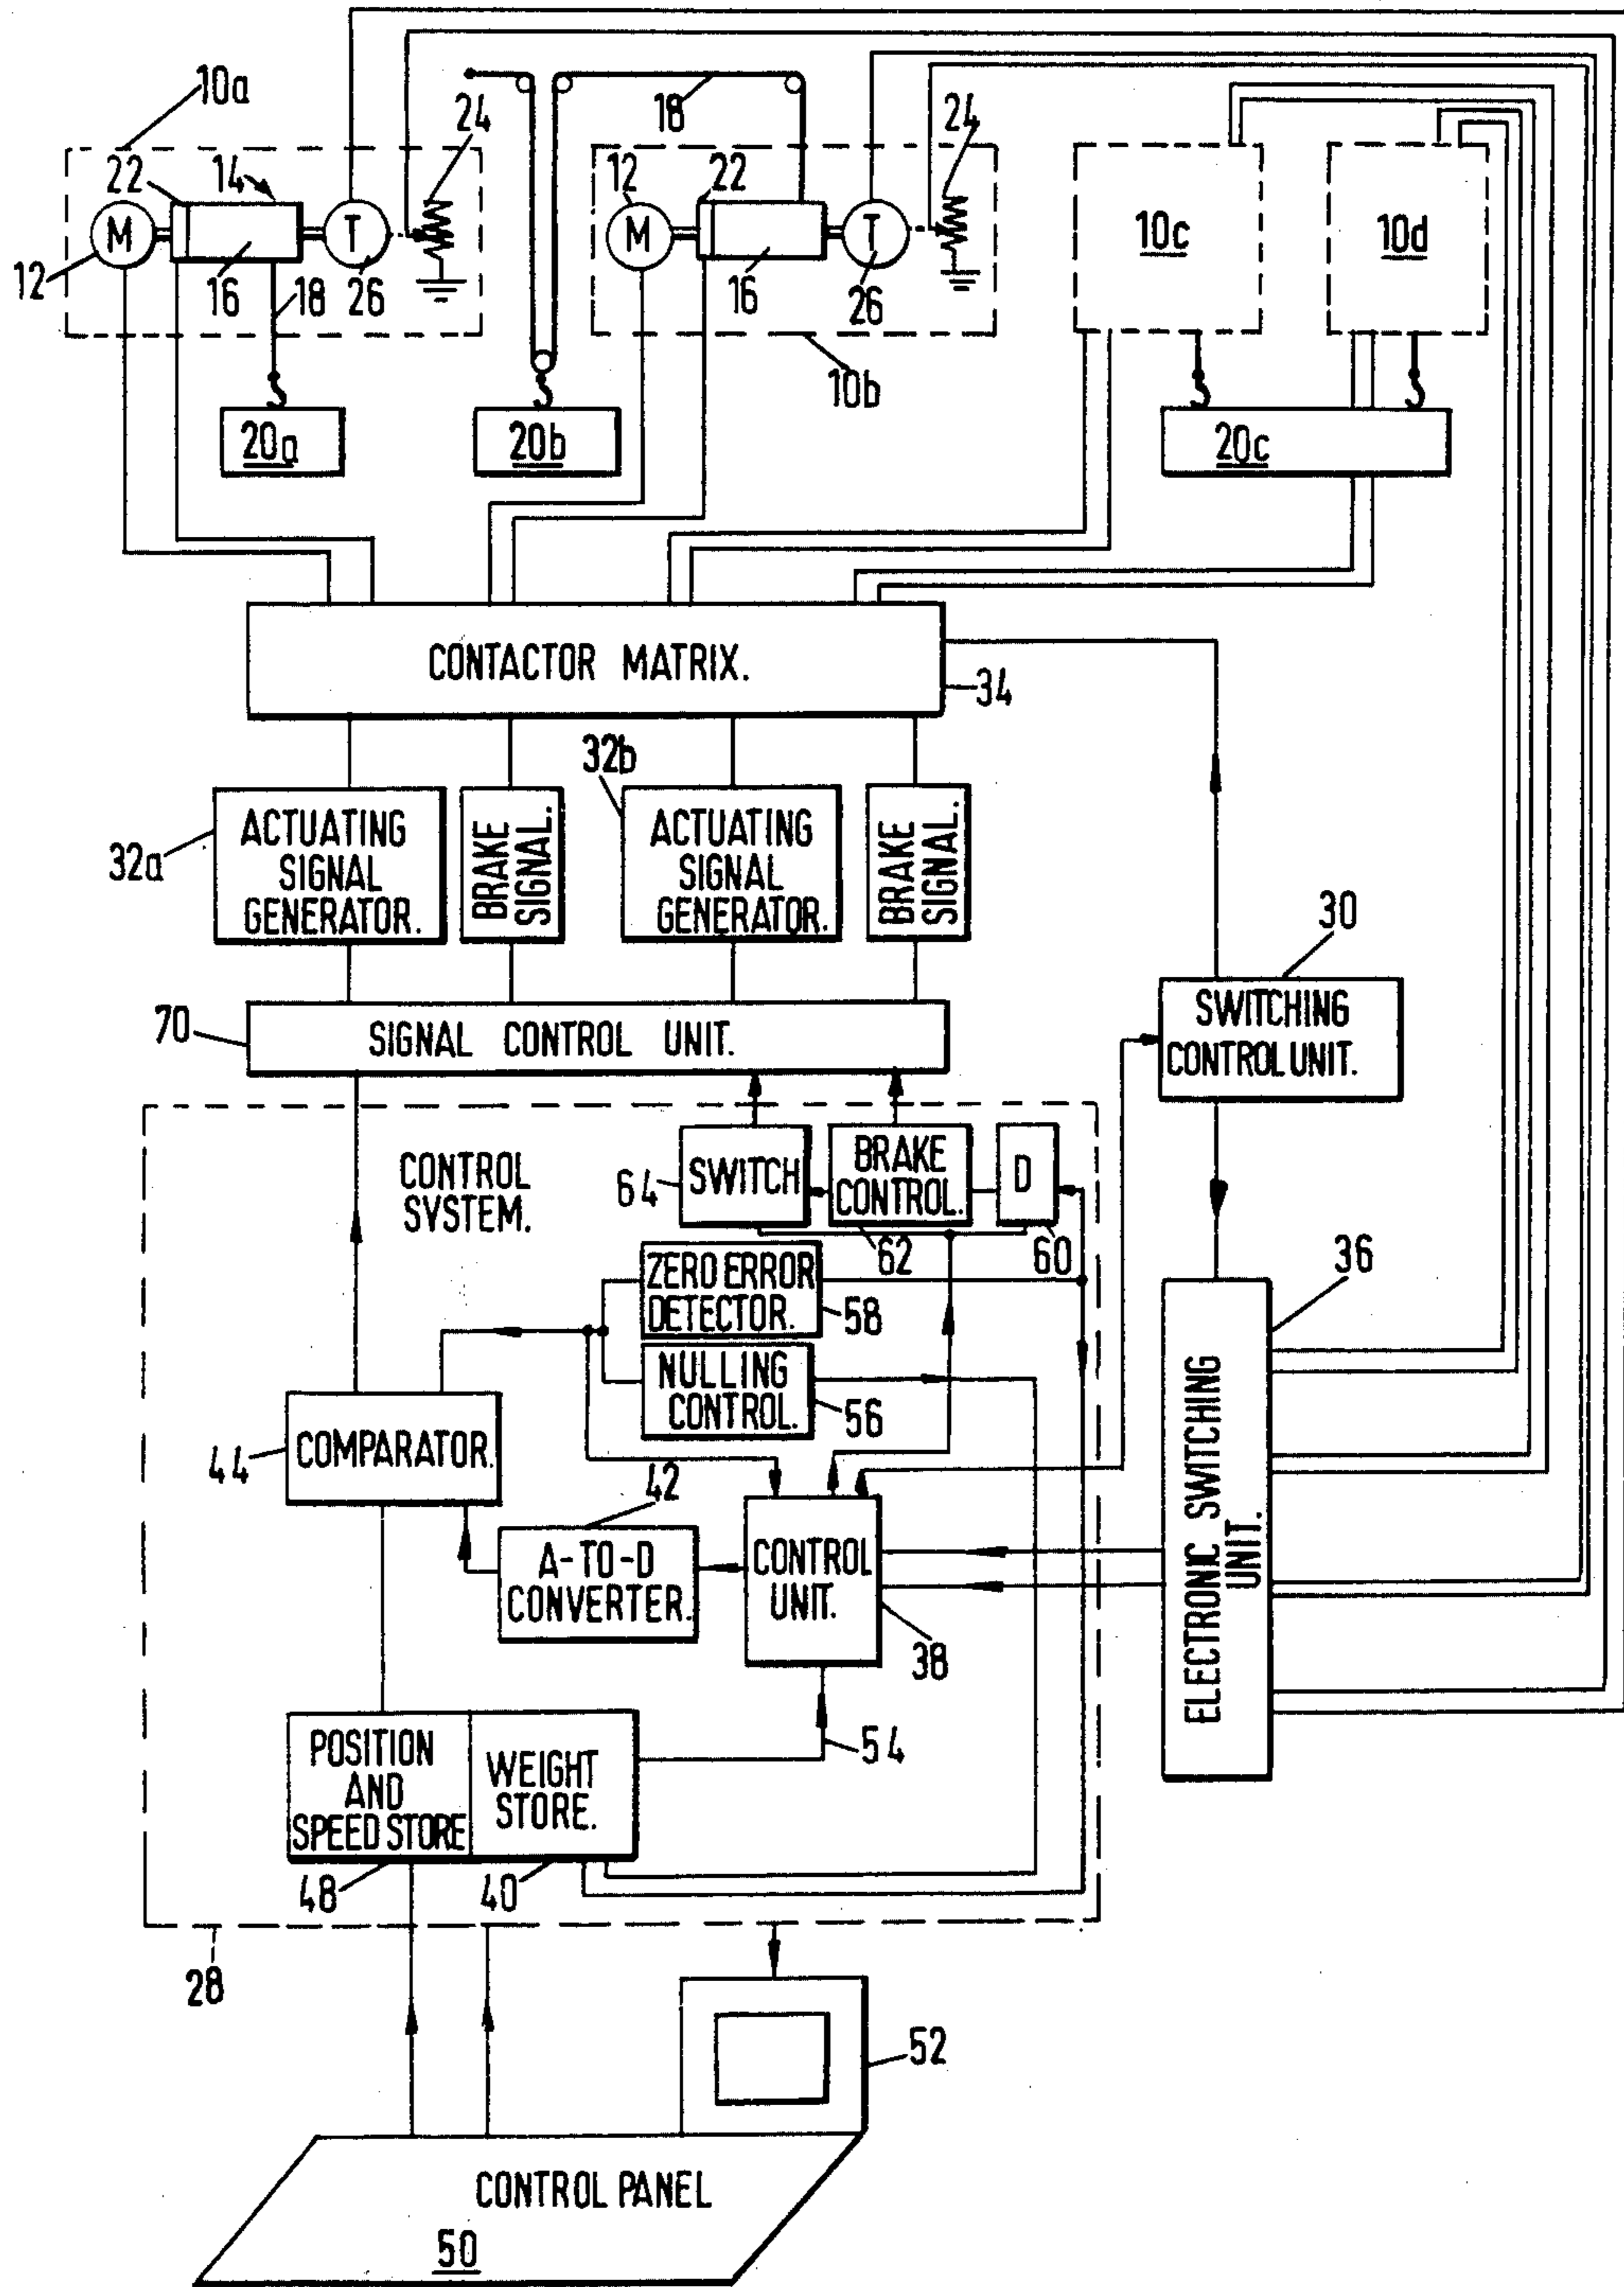 10a
24
18
24
22
14
12
22
M
T
M
T
10c
10d
12
16
18
26
16
26
10b
20a
20b
20c
CONTACTOR MATRIX.
34
32b
32a
ACTUATING
SIGNAL
GENERATOR.
BRAKE
SIGNAL.
ACTUATING
SIGNAL
GENERATOR.
BRAKE
SIGNAL.
30
SWITCHING
CONTROL UNIT.
70
SIGNAL CONTROL UNIT.
CONTROL
SYSTEM.
64
SWITCH
BRAKE
CONTROL.
D
62
60
ZERO ERROR
DETECTOR.
58
36
NULLING
CONTROL.
56
44
COMPARATOR.
42
A-TO-D
CONVERTER.
CONTROL
UNIT.
38
ELECTRONIC SWITCHING
UNIT.
POSITION
AND
SPEED STORE
WEIGHT
STORE.
54
48
40
28
52
CONTROL PANEL
50